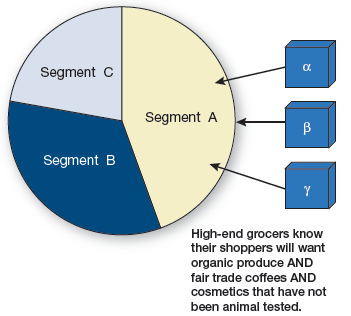 α
Segment C
Segment A
β
Segment B
γ
High-end grocers know
their shoppers will want
organic produce AND
fair trade coffees AND
cosmetics that have not
been animal tested.